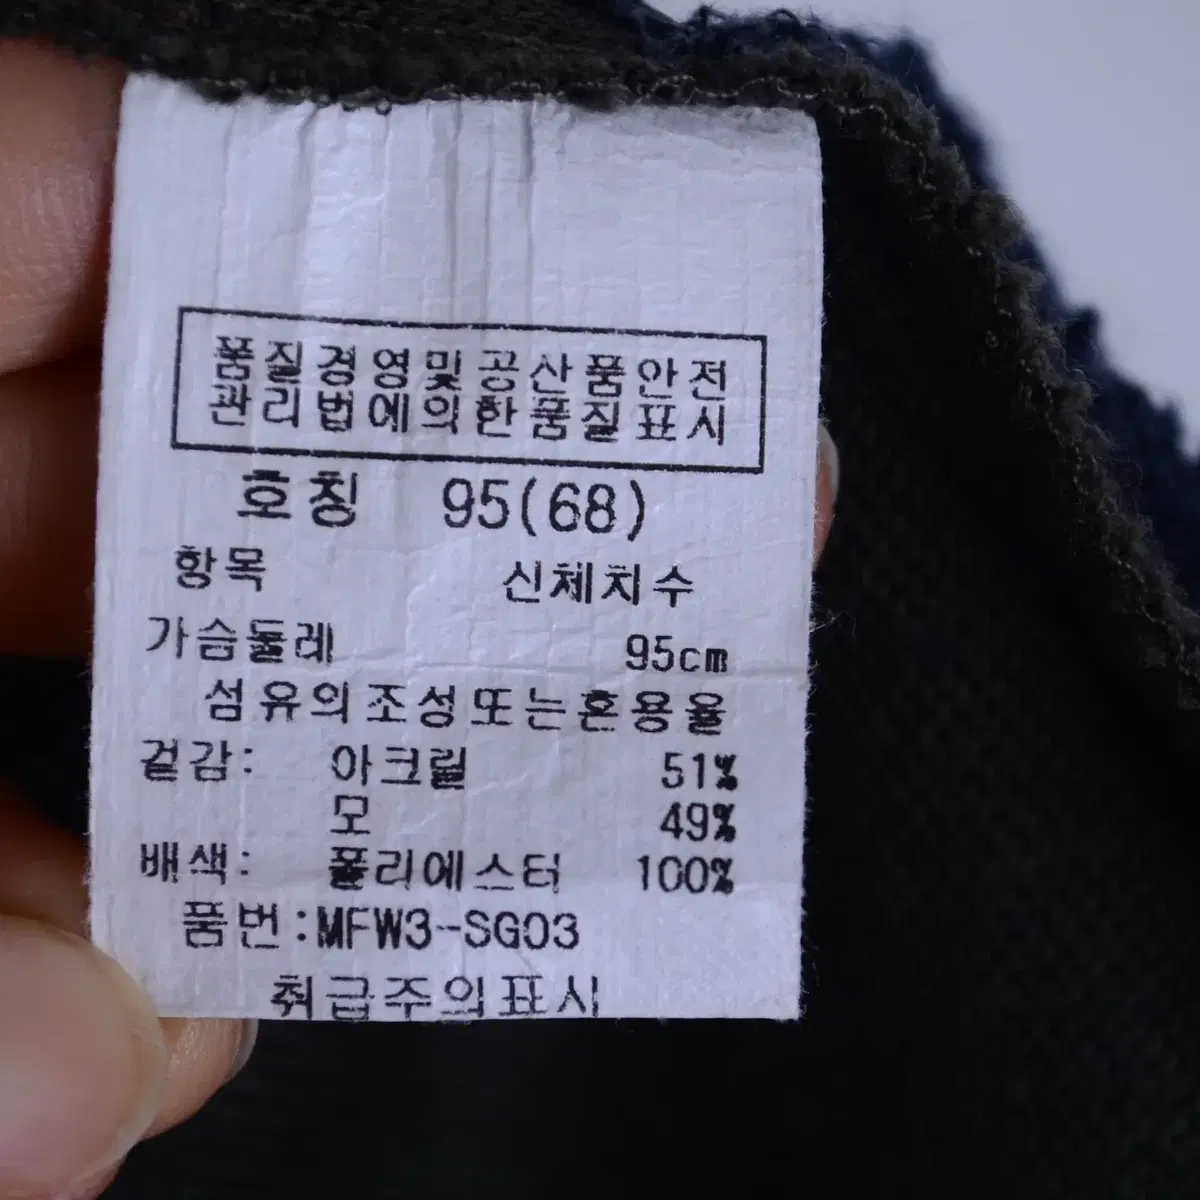 품질경영및공산품안전
관리법에의한품질표시
호칭 95(68)
항목 신체치수
가슴둘레 95cm
섬유의조성또는혼용율
겉감: 아크릴 51%
모 49%
배색: 폴리에스터 100%
품번:MFW3-SG03
취급주의표시